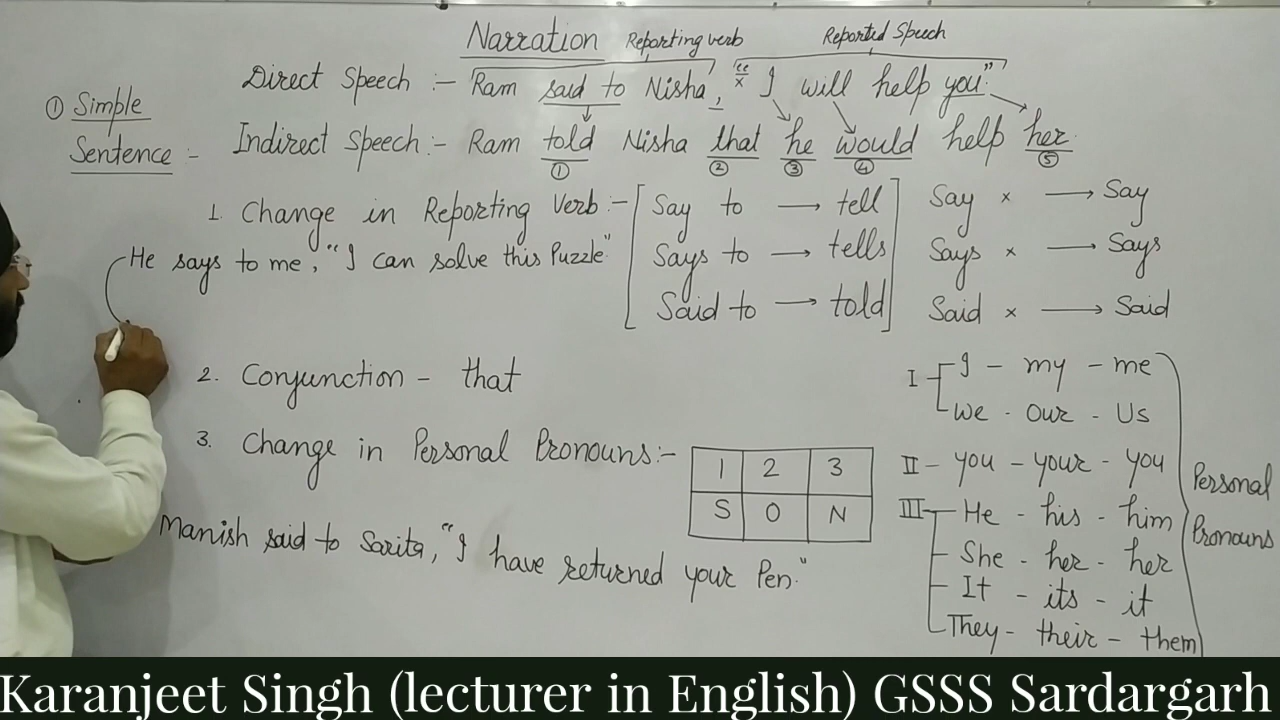 Narration Reporting verb Reported Speech
Direct Speech :- Ram said to Nisha, "I will help you."
① Simple Sentence :-
Indirect Speech :- Ram told Nisha that he would help her.
① ② ③ ④ ⑤
1. Change in Reporting Verb :-
Say to → tell
Says to → tells
Said to → told
Say × → Say
Says × → Says
Said × → Said
He says to me, "I can solve this Puzzle"
2. Conjunction - that
3. Change in Personal Pronouns :-
1 2 3
S O N
Manish said to Sarita, "I have returned your Pen."
I - I - my - me
We - our - us
II - you - your - you
III - He - his - him
She - her - her
It - its - it
They - their - them
Personal Pronouns
Karanjeet Singh (lecturer in English) GSSS Sardargarh